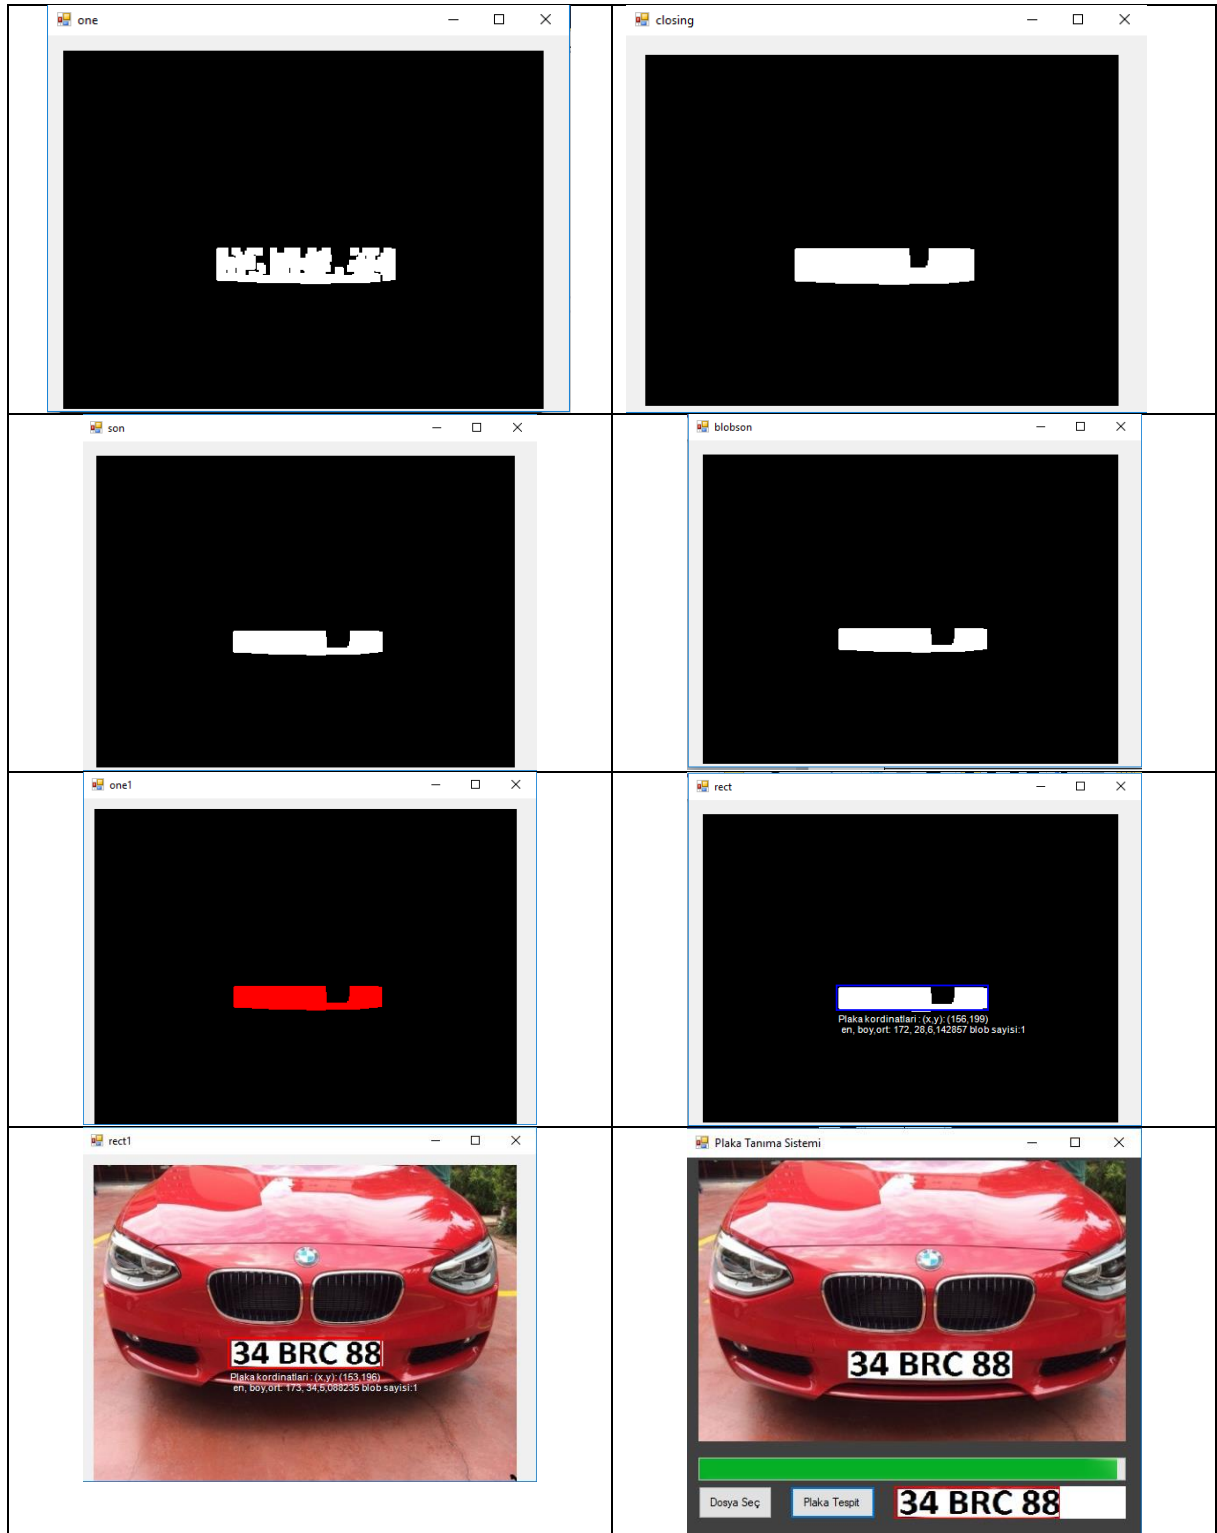 one
closing
son
blobson
one1
rect
Plaka kordinatlari : (x,y): (156,199)
en, boy,ort: 172, 28,6,142857 blob sayisi:1
rect1
34 BRC 88
Plaka kordinatlari : (x,y): (153,196)
en, boy,ort: 173, 34,5,088235 blob sayisi:1
Plaka Tanıma Sistemi
34 BRC 88
Dosya Seç
Plaka Tespit
34 BRC 88